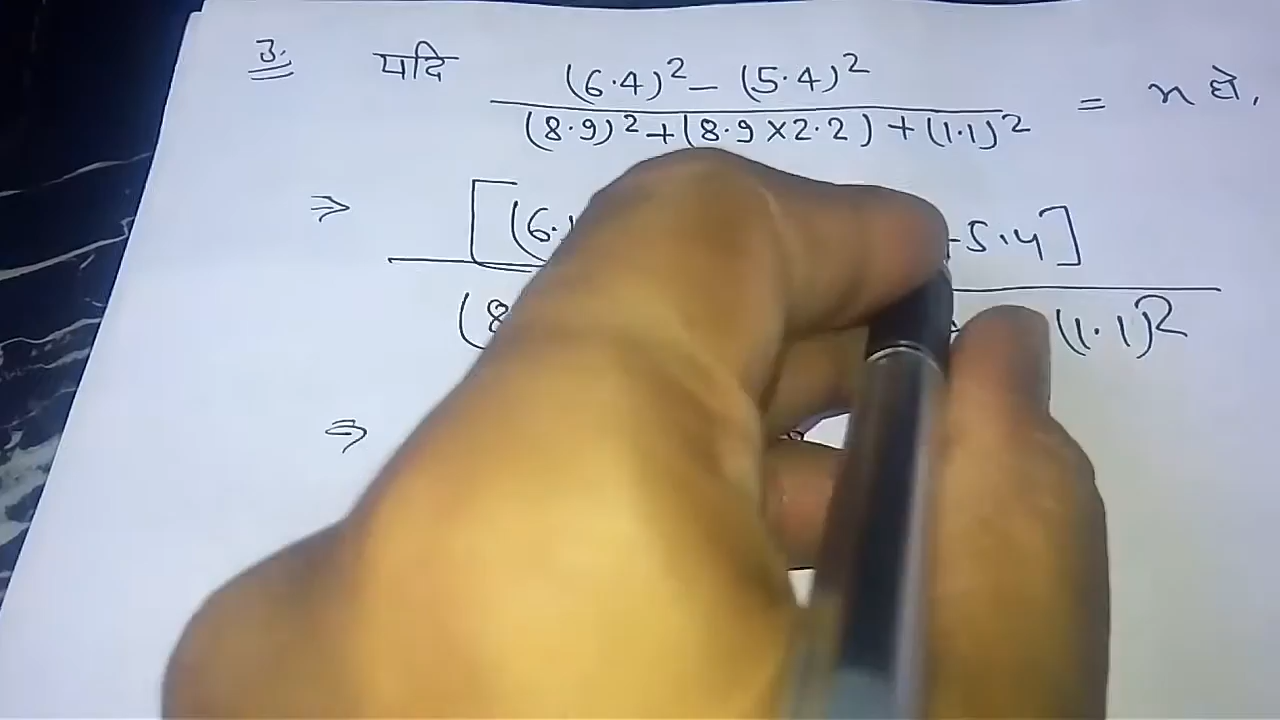 3. यदि (6.4)² - (5.4)² / (8.9)² + (8.9 × 2.2) + (1.1)² = n हो,
⇒ [(6. -5.4] / (8 (1.1)²
⇒